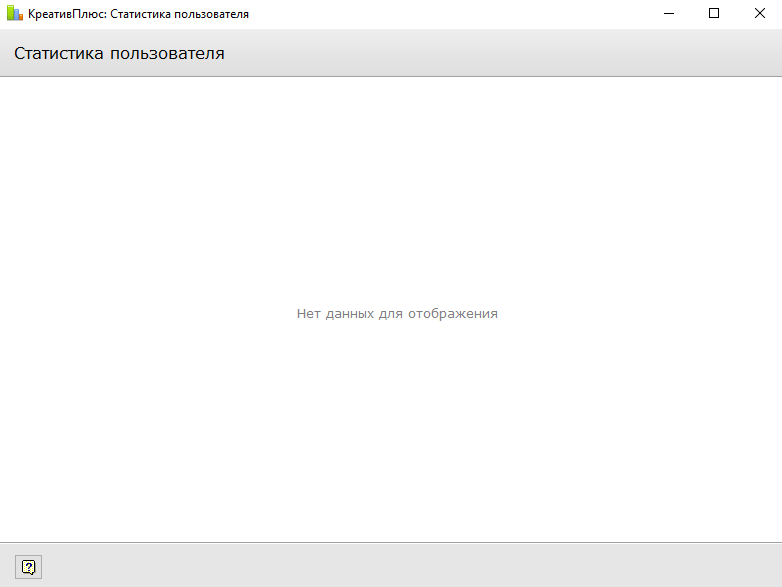 КреативПлюс: Статистика пользователя
Статистика пользователя
Нет данных для отображения
?